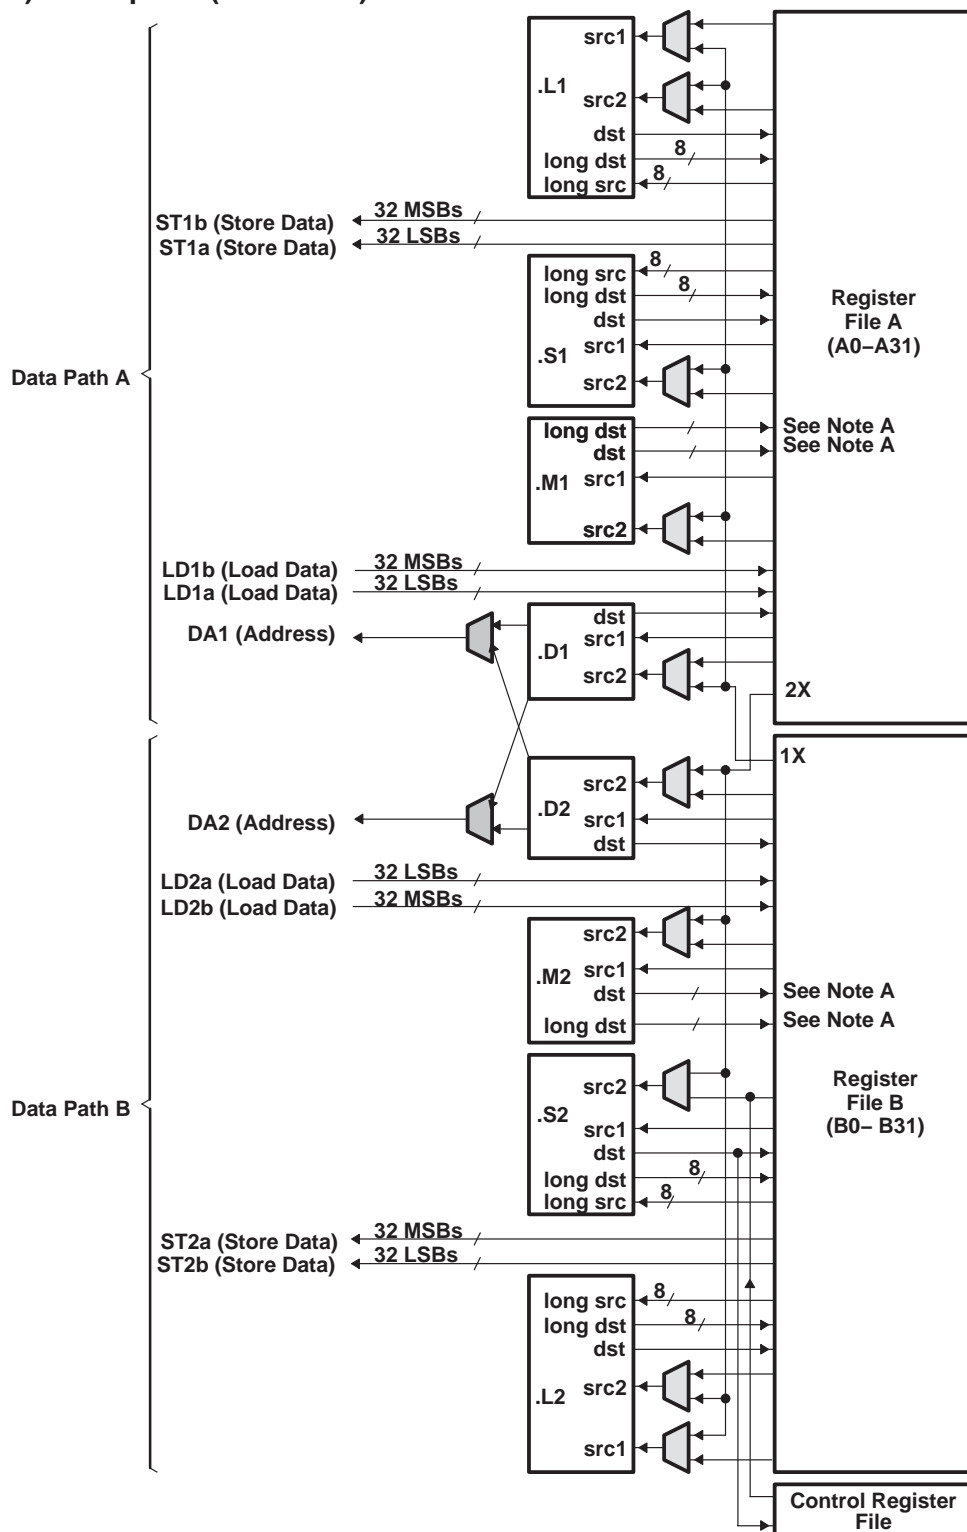 src1
.L1
src2
dst
long dst 8
long src 8
ST1b (Store Data) 32 MSBs
ST1a (Store Data) 32 LSBs
long src 8
long dst 8
dst
.S1 src1
src2
Register
File A
(A0–A31)
Data Path A
long dst See Note A
dst See Note A
.M1 src1
src2
LD1b (Load Data) 32 MSBs
LD1a (Load Data) 32 LSBs
dst
DA1 (Address)
src1
.D1
src2
2X
1X
src2
.D2
src1
DA2 (Address)
dst
LD2a (Load Data) 32 LSBs
LD2b (Load Data) 32 MSBs
src2
.M2 src1
dst See Note A
long dst See Note A
src2
.S2
src1
dst
long dst 8
long src 8
Register
File B
(B0– B31)
Data Path B
ST2a (Store Data) 32 MSBs
ST2b (Store Data) 32 LSBs
long src 8
long dst 8
dst
.L2 src2
src1
Control Register
File